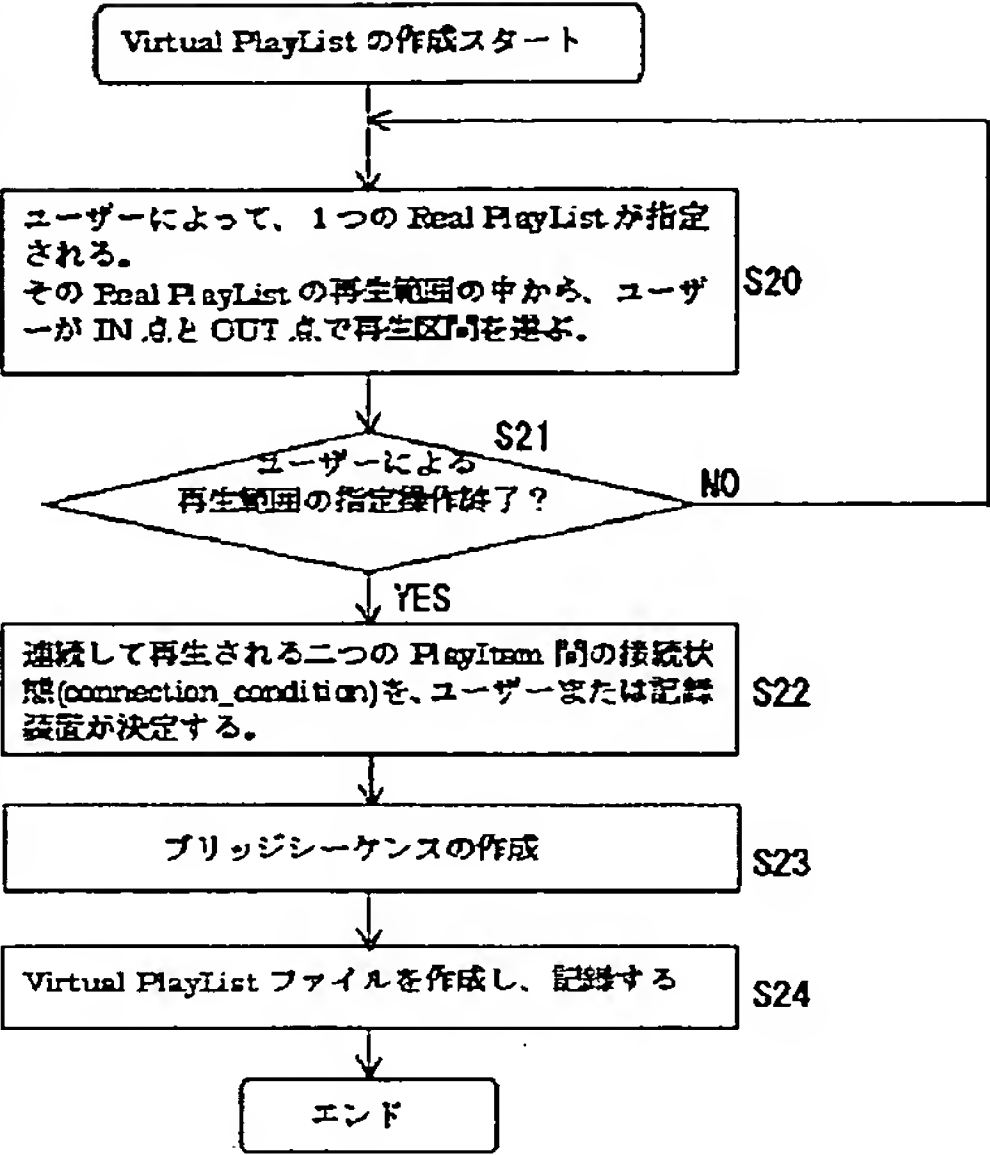 Virtual PlayList の作成スタート
ユーザーによって、1つの Real PlayList が指定
される。
その Real PlayList の再生範囲の中から、ユーザ
ーが IN 点と OUT 点で再生区間を選ぶ。
S20
S21
ユーザーによる
再生範囲の指定操作終了?
NO
YES
連続して再生される二つの PlayItem 間の接続状
態(connection_condition)を、ユーザーまたは記録
装置が決定する。
S22
ブリッジシーケンスの作成
S23
Virtual PlayList ファイルを作成し、記録する
S24
エンド